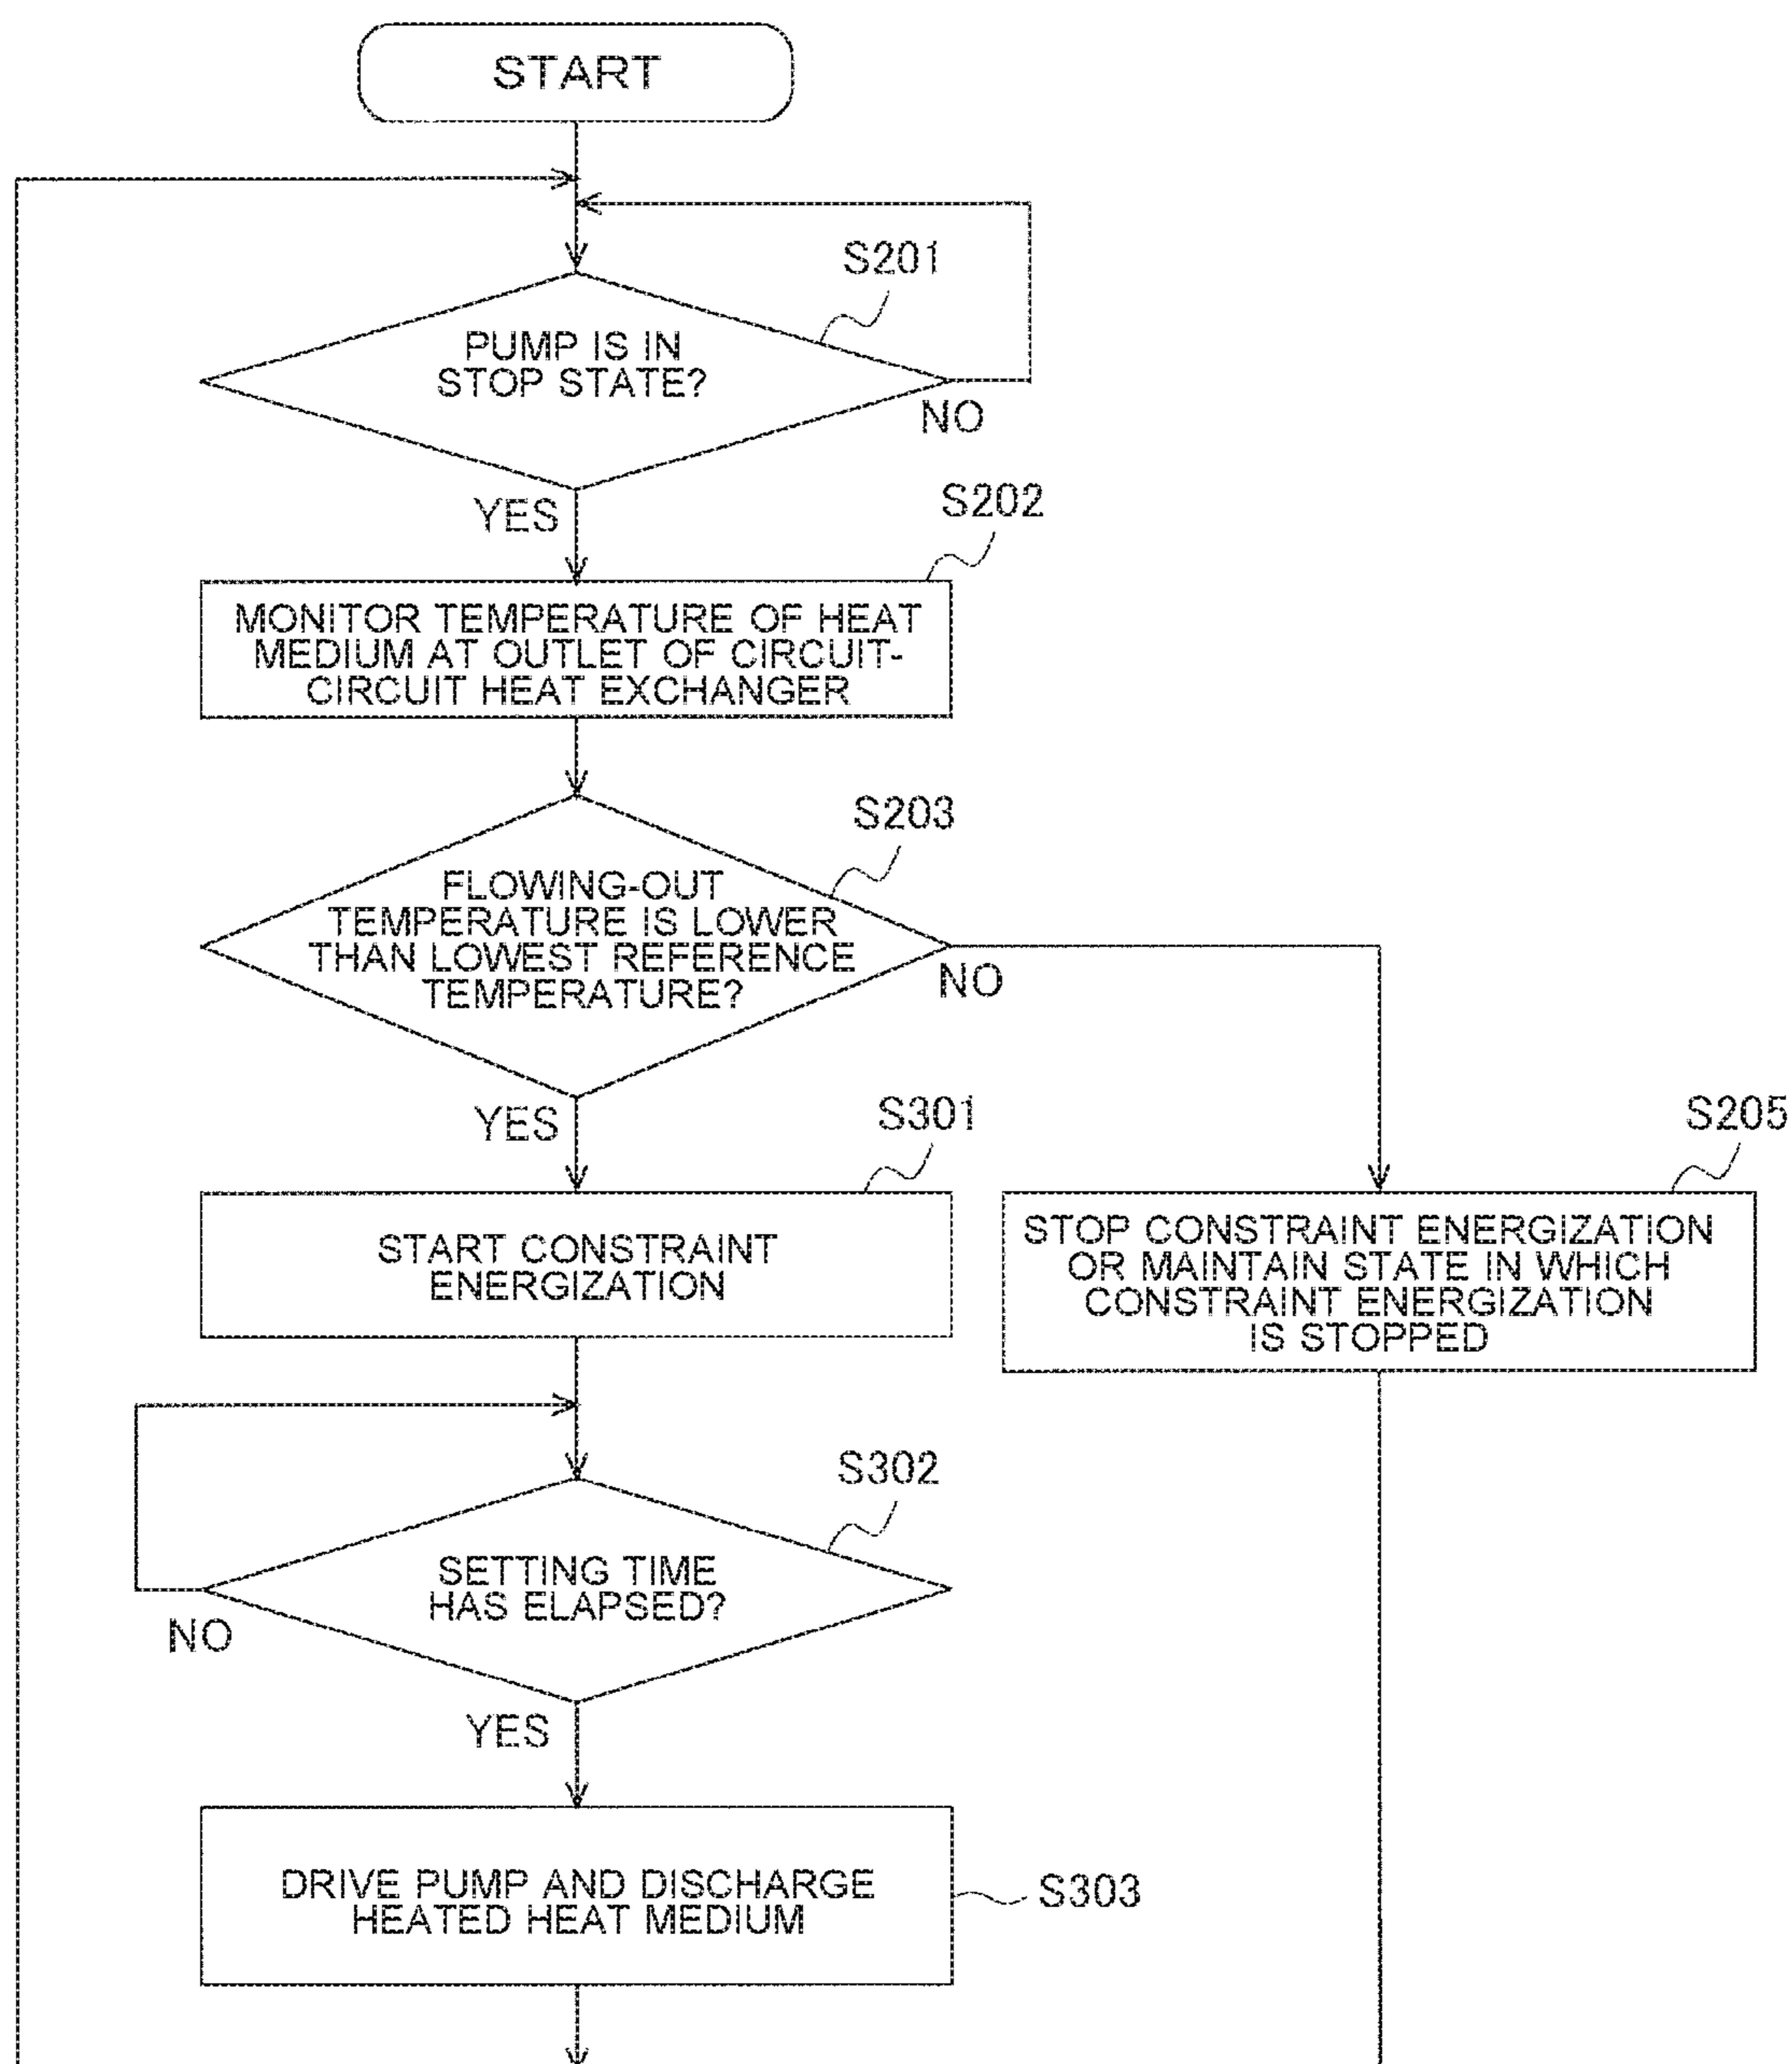 START
S201
PUMP IS IN
STOP STATE?
NO
YES
S202
MONITOR TEMPERATURE OF HEAT
MEDIUM AT OUTLET OF CIRCUIT-
CIRCUIT HEAT EXCHANGER
S203
FLOWING-OUT
TEMPERATURE IS LOWER
THAN LOWEST REFERENCE
TEMPERATURE?
NO
YES
S301
START CONSTRAINT
ENERGIZATION
S205
STOP CONSTRAINT ENERGIZATION
OR MAINTAIN STATE IN WHICH
CONSTRAINT ENERGIZATION
IS STOPPED
S302
SETTING TIME
HAS ELAPSED?
NO
YES
DRIVE PUMP AND DISCHARGE
HEATED HEAT MEDIUM
S303